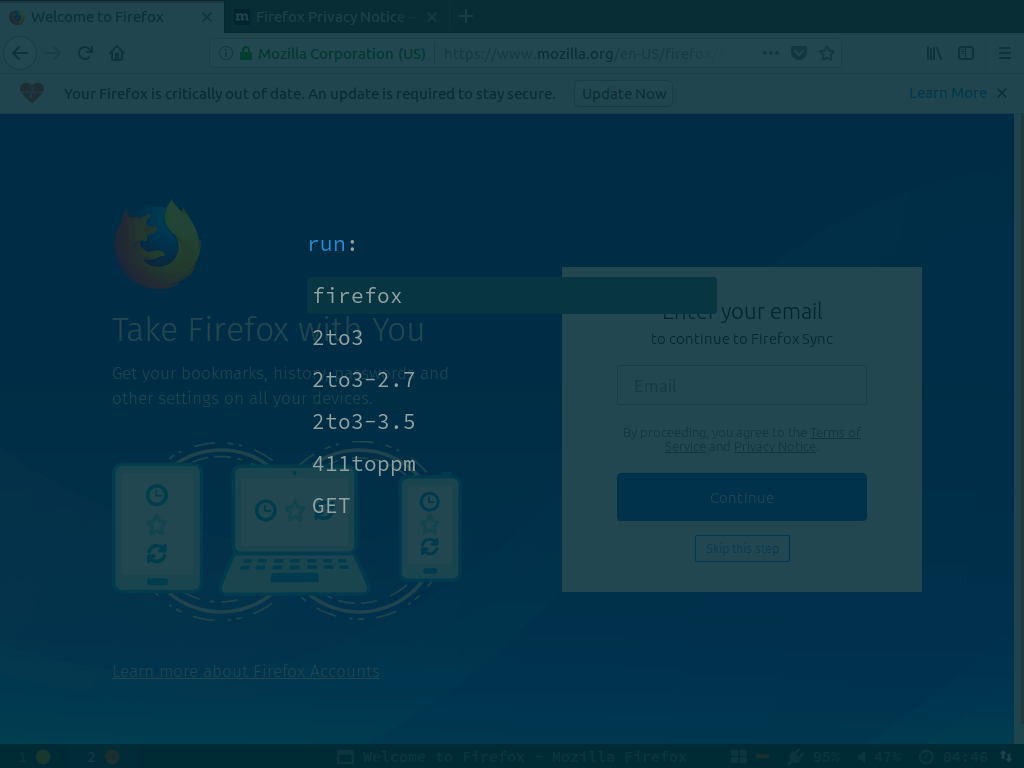 Welcome to Firefox
m Firefox Privacy Notice –
Mozilla Corporation (US) https://www.mozilla.org/en-US/firefox/
Your Firefox is critically out of date. An update is required to stay secure. Update Now Learn More
run:
firefox
2to3
2to3-2.7
2to3-3.5
411toppm
GET
Take Firefox with You
Get your bookmarks, history, passwords and
other settings on all your devices.
Learn more about Firefox Accounts
Enter your email
to continue to Firefox Sync
Email
By proceeding, you agree to the Terms of
Service and Privacy Notice.
Continue
Skip this step
1 2 Welcome to Firefox - Mozilla Firefox 95% 47% 04:46